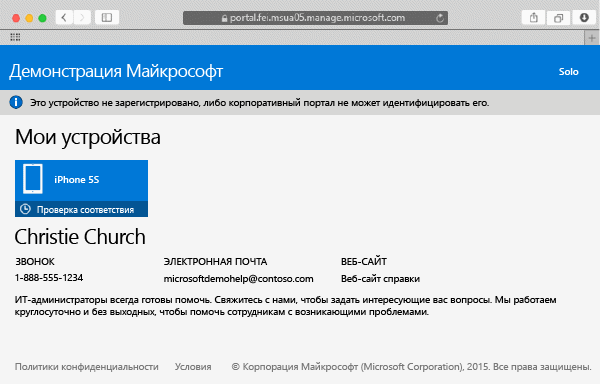 portal.fei.msua05.manage.microsoft.com
Демонстрация Майкрософт
Solo
Это устройство не зарегистрировано, либо корпоративный портал не может идентифицировать его.
Мои устройства
iPhone 5S
Проверка соответствия
Christie Church
ЗВОНОК ЭЛЕКТРОННАЯ ПОЧТА ВЕБ-САЙТ
1-888-555-1234 microsoftdemohelp@contoso.com Веб-сайт справки
ИТ-администраторы всегда готовы помочь. Свяжитесь с нами, чтобы задать интересующие вас вопросы. Мы работаем
круглосуточно и без выходных, чтобы помочь сотрудникам с возникающими проблемами.
Политики конфиденциальности Условия © Корпорация Майкрософт (Microsoft Corporation), 2015. Все права защищены.